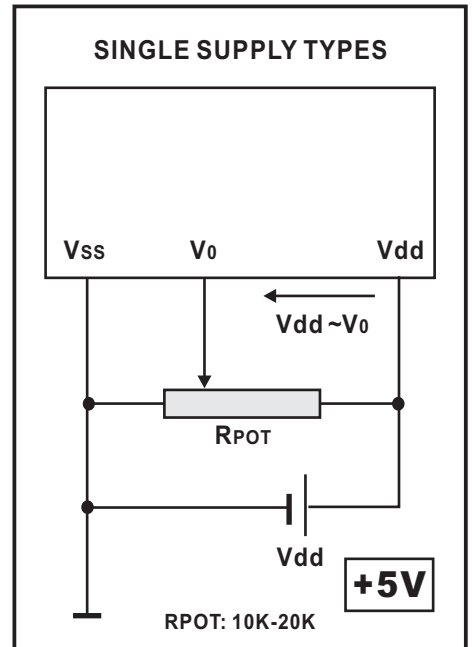 SINGLE SUPPLY TYPES
Vss V0 Vdd
Vdd ~V0
RPOT
Vdd
+5V
RPOT: 10K-20K